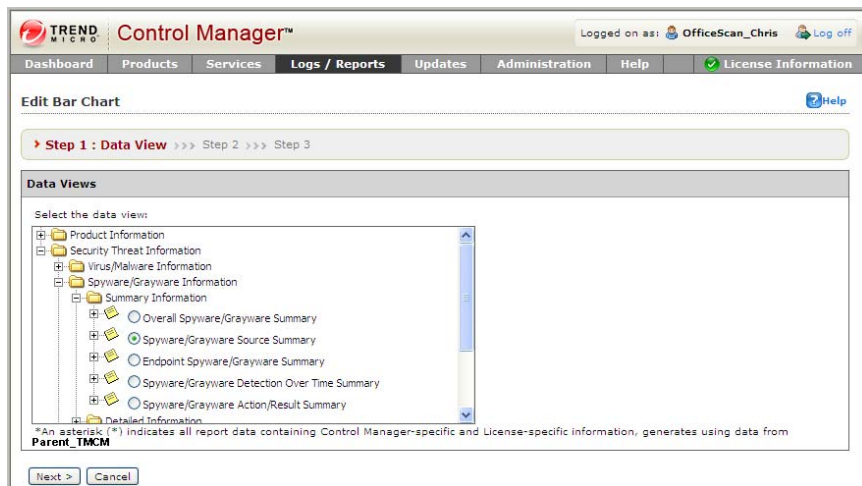 TREND MICRO Control Manager™ Logged on as: OfficeScan_Chris Log off
Dashboard Products Services Logs / Reports Updates Administration Help License Information
Edit Bar Chart Help
Step 1 : Data View >>> Step 2 >>> Step 3
Data Views
Select the data view:
Product Information
Security Threat Information
Virus/Malware Information
Spyware/Grayware Information
Summary Information
Overall Spyware/Grayware Summary
Spyware/Grayware Source Summary
Endpoint Spyware/Grayware Summary
Spyware/Grayware Detection Over Time Summary
Spyware/Grayware Action/Result Summary
Detailed Information
*An asterisk (*) indicates all report data containing Control Manager-specific and License-specific information, generates using data from
Parent_TMCM
Next > Cancel